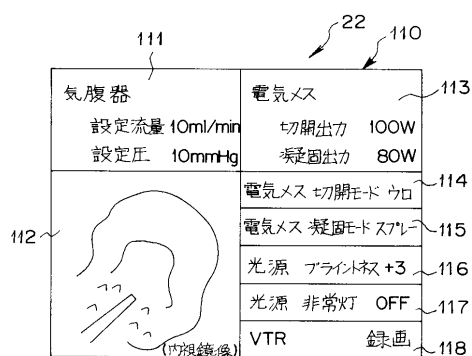 22
110
111
気腹器
設定流量 10ml/min
設定圧 10mmHg
電気メス
切開出力 100W
凝固出力 80W
113
電気メス 切開モード ウロ
114
電気メス 凝固モード スプレー
115
光源 ブライントネス +3
116
光源 非常灯 OFF
117
VTR 録画
118
112
(内視鏡像)